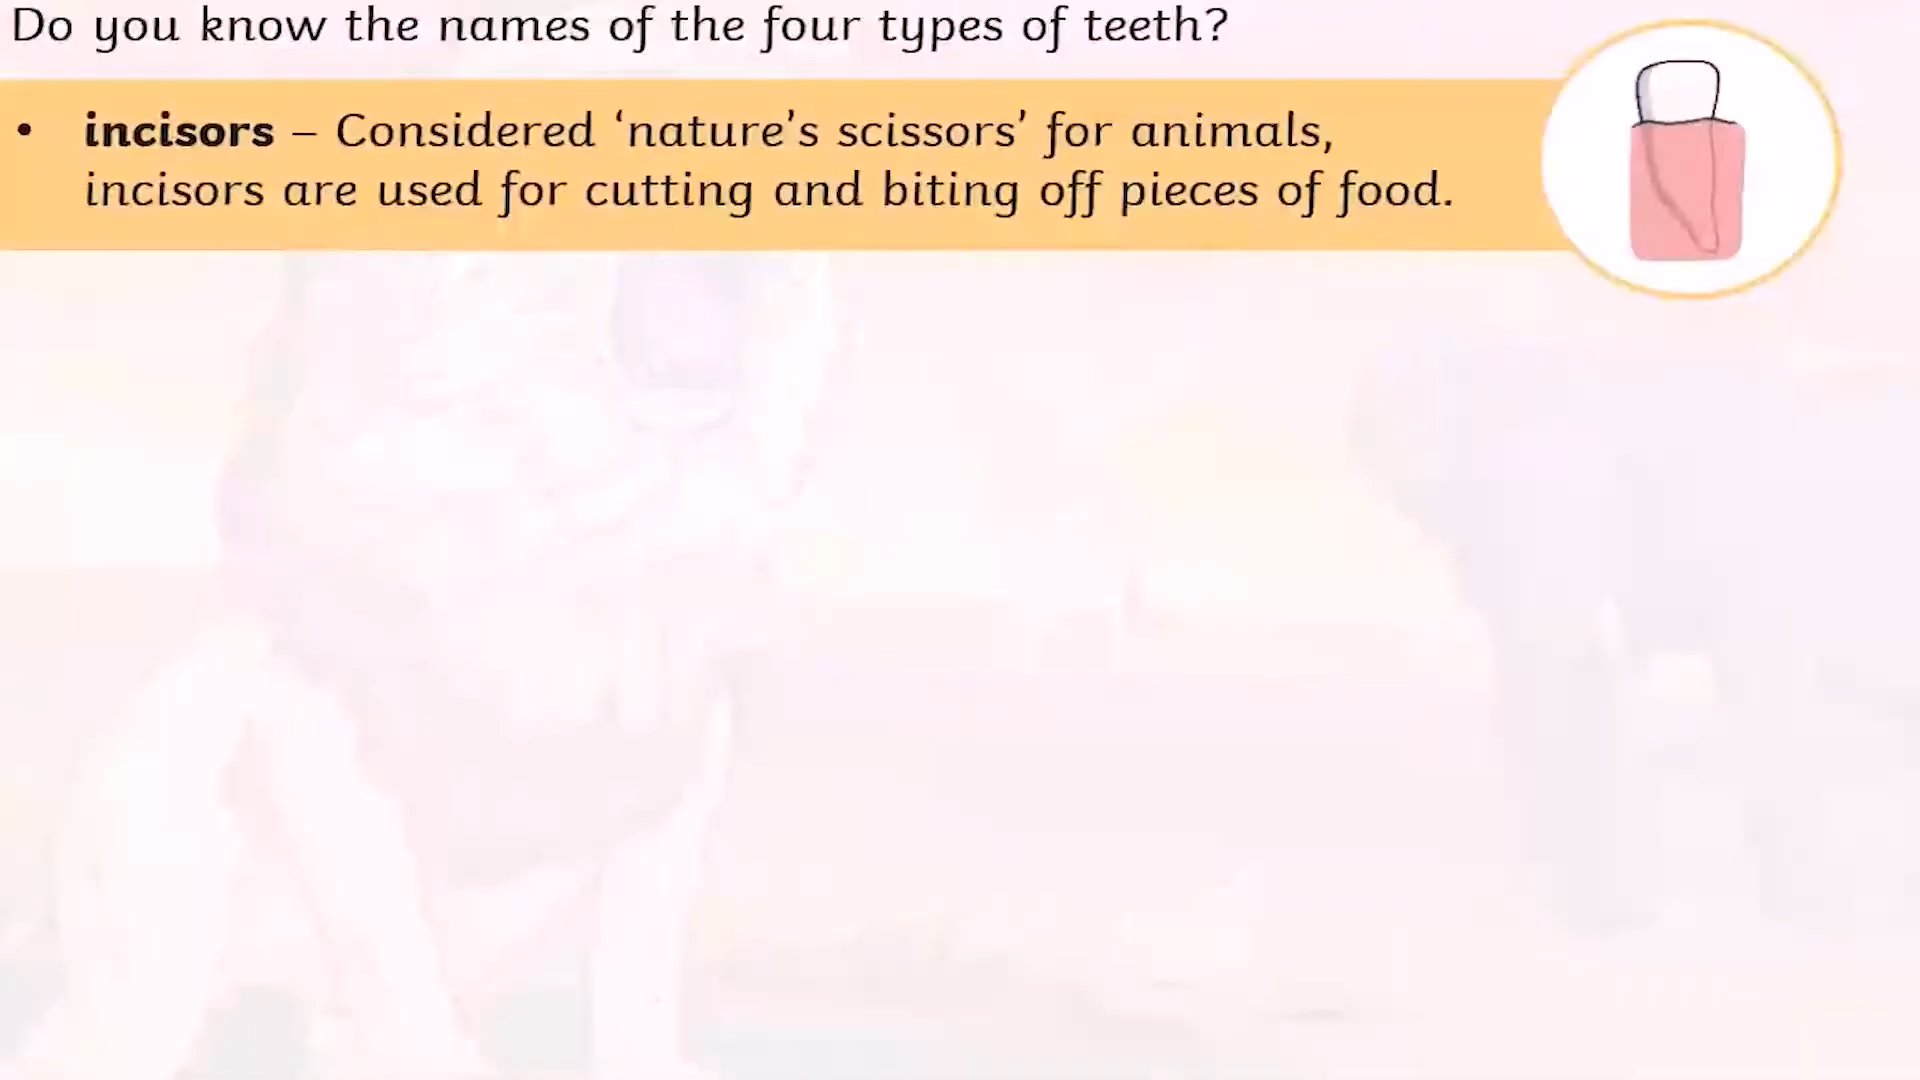 Do you know the names of the four types of teeth?
• incisors – Considered ‘nature’s scissors’ for animals,
incisors are used for cutting and biting off pieces of food.